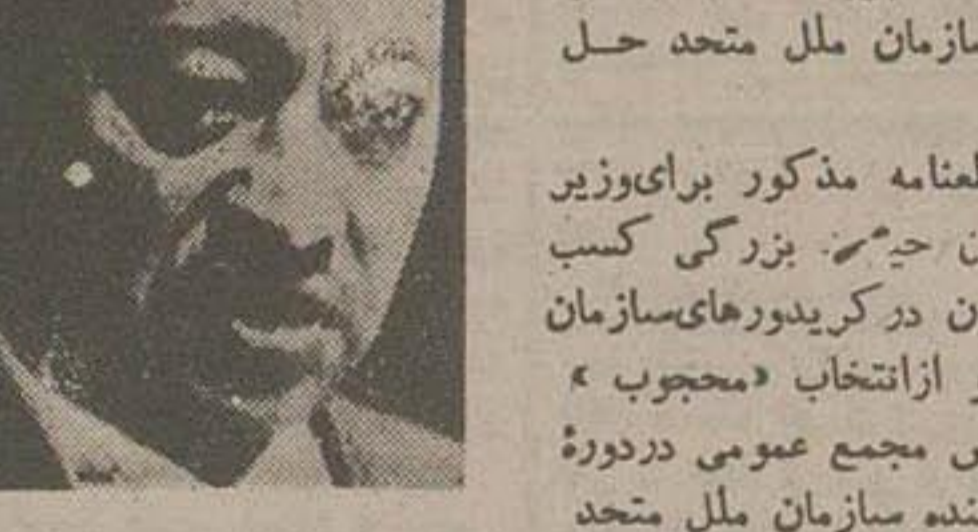 سازمان ملل متحد حل
مذکور برای‌وزیر
بزرگی کسب
در کریدورهای‌سازمان
ازانتخاب «محجوب»
مجمع عمومی دردورهٔ
سازمان ملل متحد